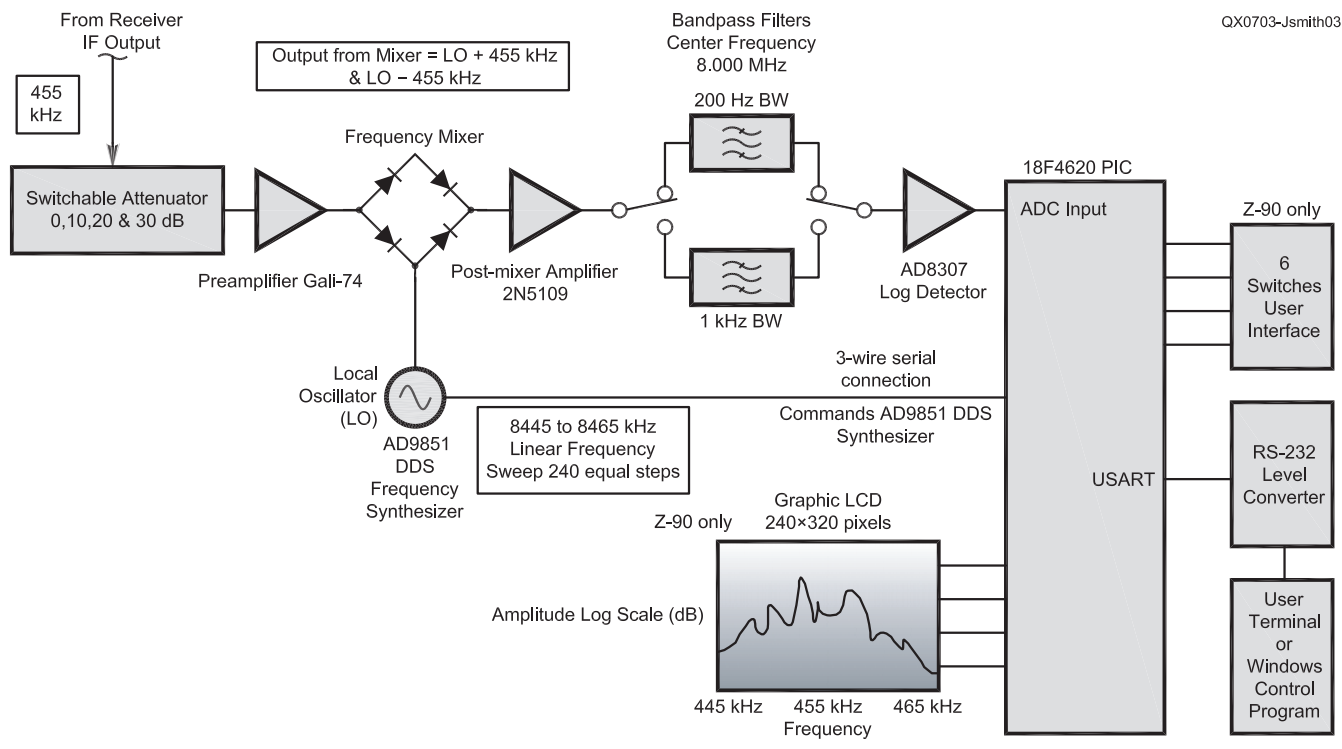 From Receiver
IF Output
QX0703-Jsmith03
455
kHz
Output from Mixer = LO + 455 kHz
& LO – 455 kHz
Bandpass Filters
Center Frequency
8.000 MHz
200 Hz BW
Frequency Mixer
Switchable Attenuator
0,10,20 & 30 dB
Preamplifier Gali-74
Post-mixer Amplifier
2N5109
1 kHz BW
AD8307
Log Detector
18F4620 PIC
ADC Input
Z-90 only
6
Switches
User
Interface
Local
Oscillator
(LO)
AD9851
DDS
Frequency
Synthesizer
8445 to 8465 kHz
Linear Frequency
Sweep 240 equal steps
3-wire serial
connection
Commands AD9851 DDS
Synthesizer
USART
RS-232
Level
Converter
Z-90 only
Graphic LCD
240×320 pixels
Amplitude Log Scale (dB)
445 kHz 455 kHz 465 kHz
Frequency
User
Terminal
or
Windows
Control
Program